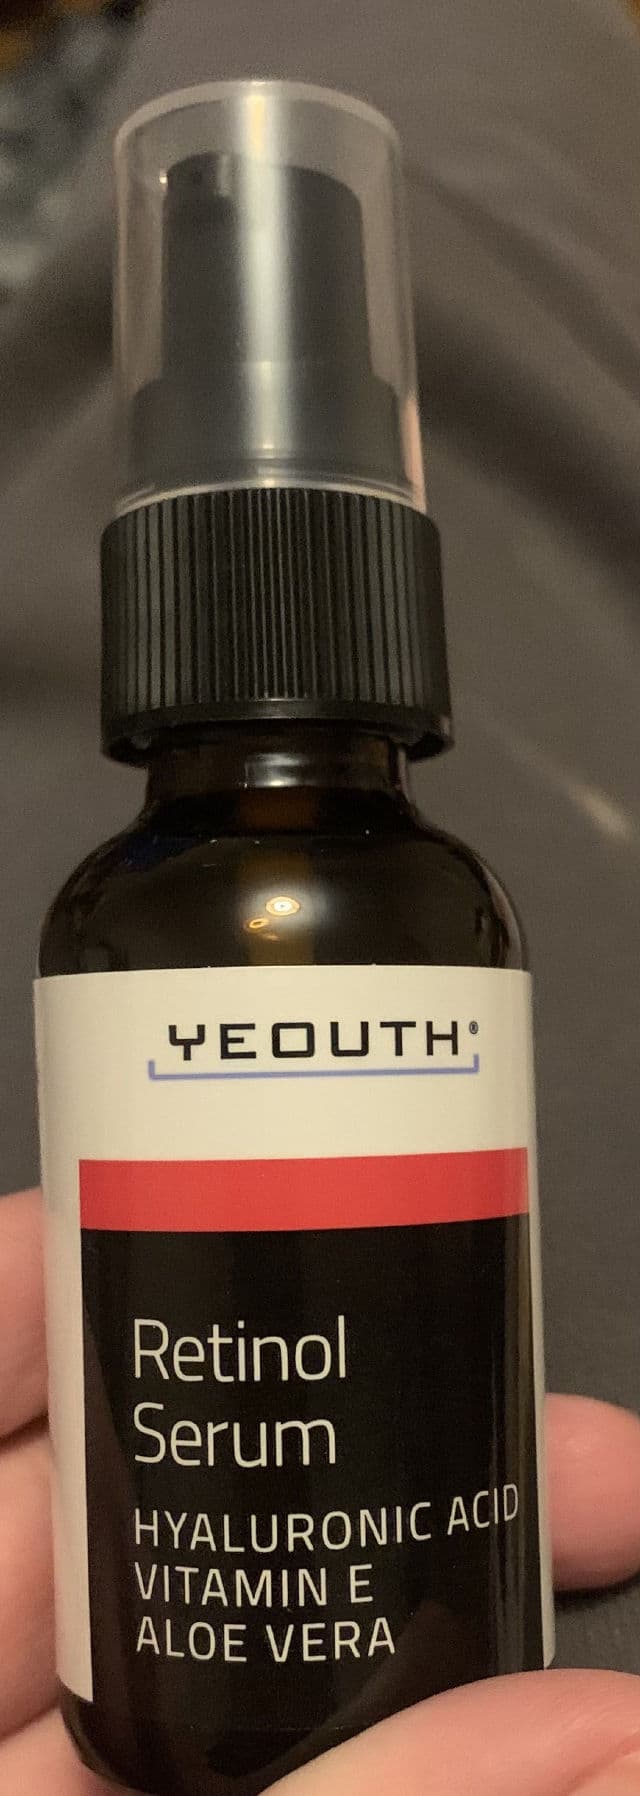 YEOUTH®
Retinol
Serum
HYALURONIC ACID
VITAMIN E
ALOE VERA